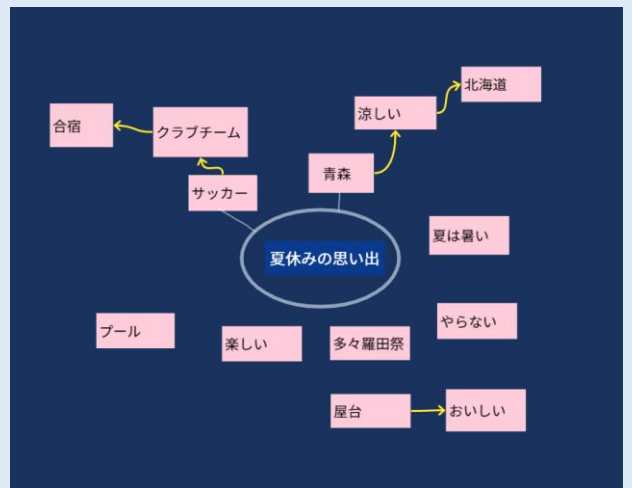 北海道
涼しい
合宿
クラブチーム
青森
サッカー
夏は暑い
夏休みの思い出
やらない
プール
楽しい
多々羅田祭
屋台
おいしい